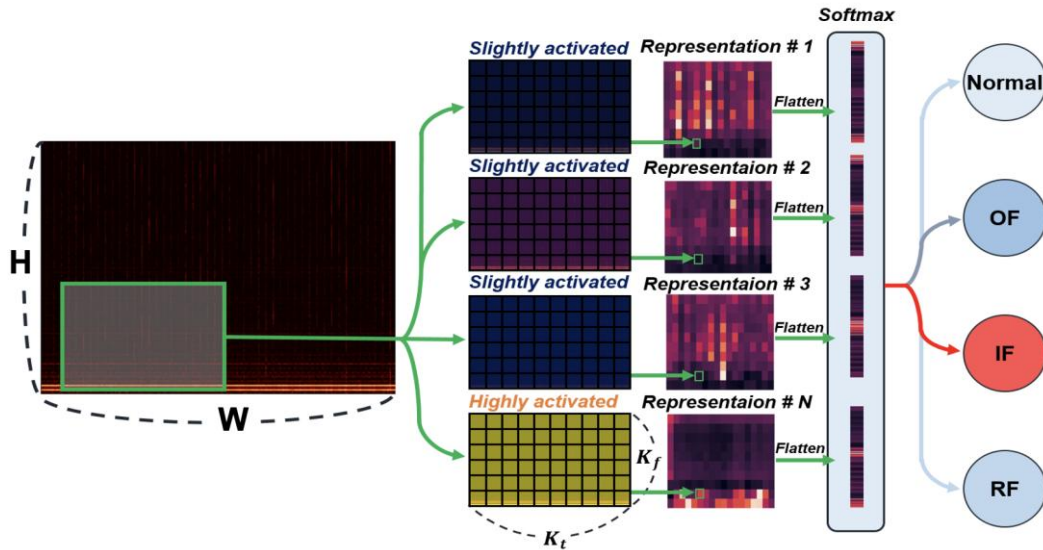 Softmax
Slightly activated
Representation # 1
Flatten
Normal
Slightly activated
Representaion # 2
Flatten
OF
H
Slightly activated
Representaion # 3
Flatten
IF
W
Highly activated
Representaion # N
Flatten
K_f
RF
K_t